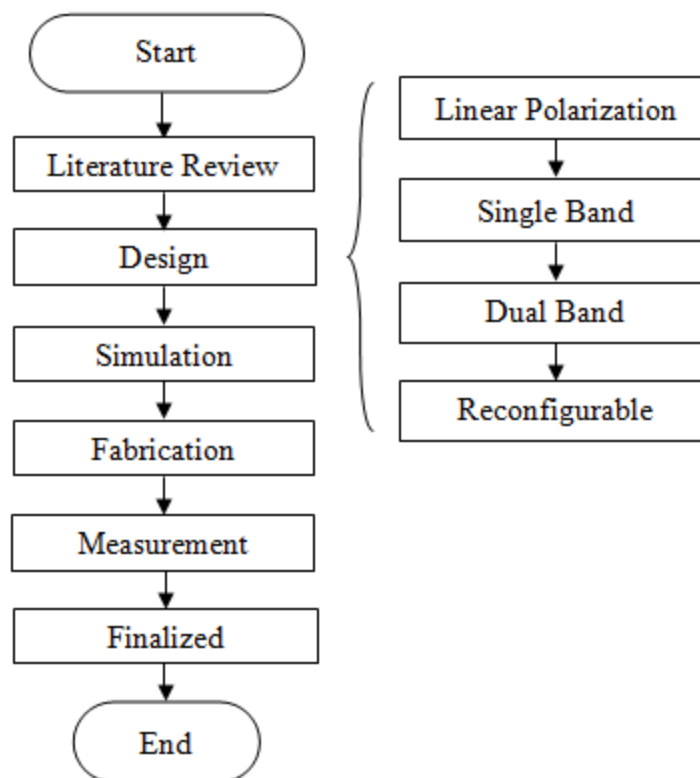 Start
Literature Review
Design
Simulation
Fabrication
Measurement
Finalized
End
Linear Polarization
Single Band
Dual Band
Reconfigurable